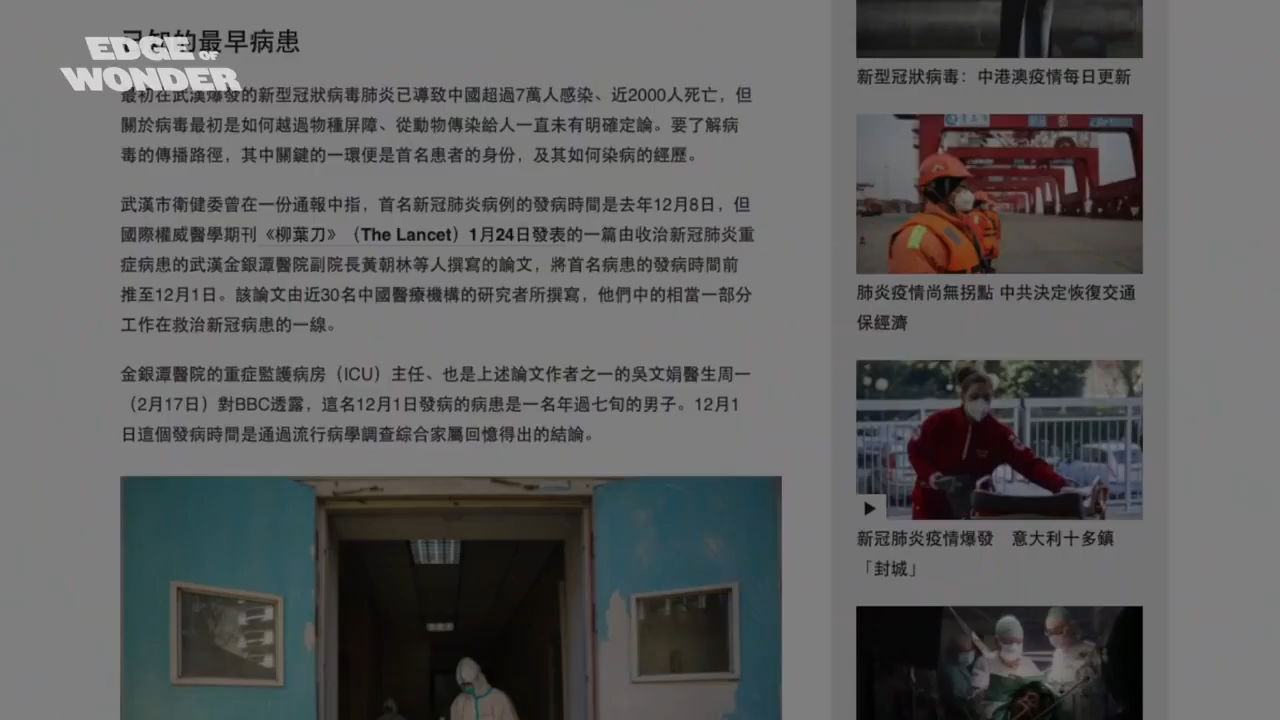 EDGE OF
WONDER
已知的最早病患
最初在武漢爆發的新型冠狀病毒肺炎已導致中國超過7萬人感染、近2000人死亡，但
關於病毒最初是如何越過物種屏障、從動物傳染給人一直未有明確定論。要了解病
毒的傳播路徑，其中關鍵的一環便是首名患者的身份，及其如何染病的經歷。
武漢市衛健委曾在一份通報中指，首名新冠肺炎病例的發病時間是去年12月8日，但
國際權威醫學期刊《柳葉刀》（The Lancet）1月24日發表的一篇由收治新冠肺炎重
症病患的武漢金銀潭醫院副院長黃朝林等人撰寫的論文，將首名病患的發病時間前
推至12月1日。該論文由近30名中國醫療機構的研究者所撰寫，他們中的相當一部分
工作在救治新冠病患的一線。
金銀潭醫院的重症監護病房（ICU）主任、也是上述論文作者之一的吳文娟醫生周一
（2月17日）對BBC透露，這名12月1日發病的病患是一名年過七旬的男子。12月1
日這個發病時間是通過流行病學調查綜合家屬回憶得出的結論。
新型冠狀病毒：中港澳疫情每日更新
肺炎疫情尚無拐點 中共決定恢復交通
保經濟
新冠肺炎疫情爆發　意大利十多鎮
「封城」